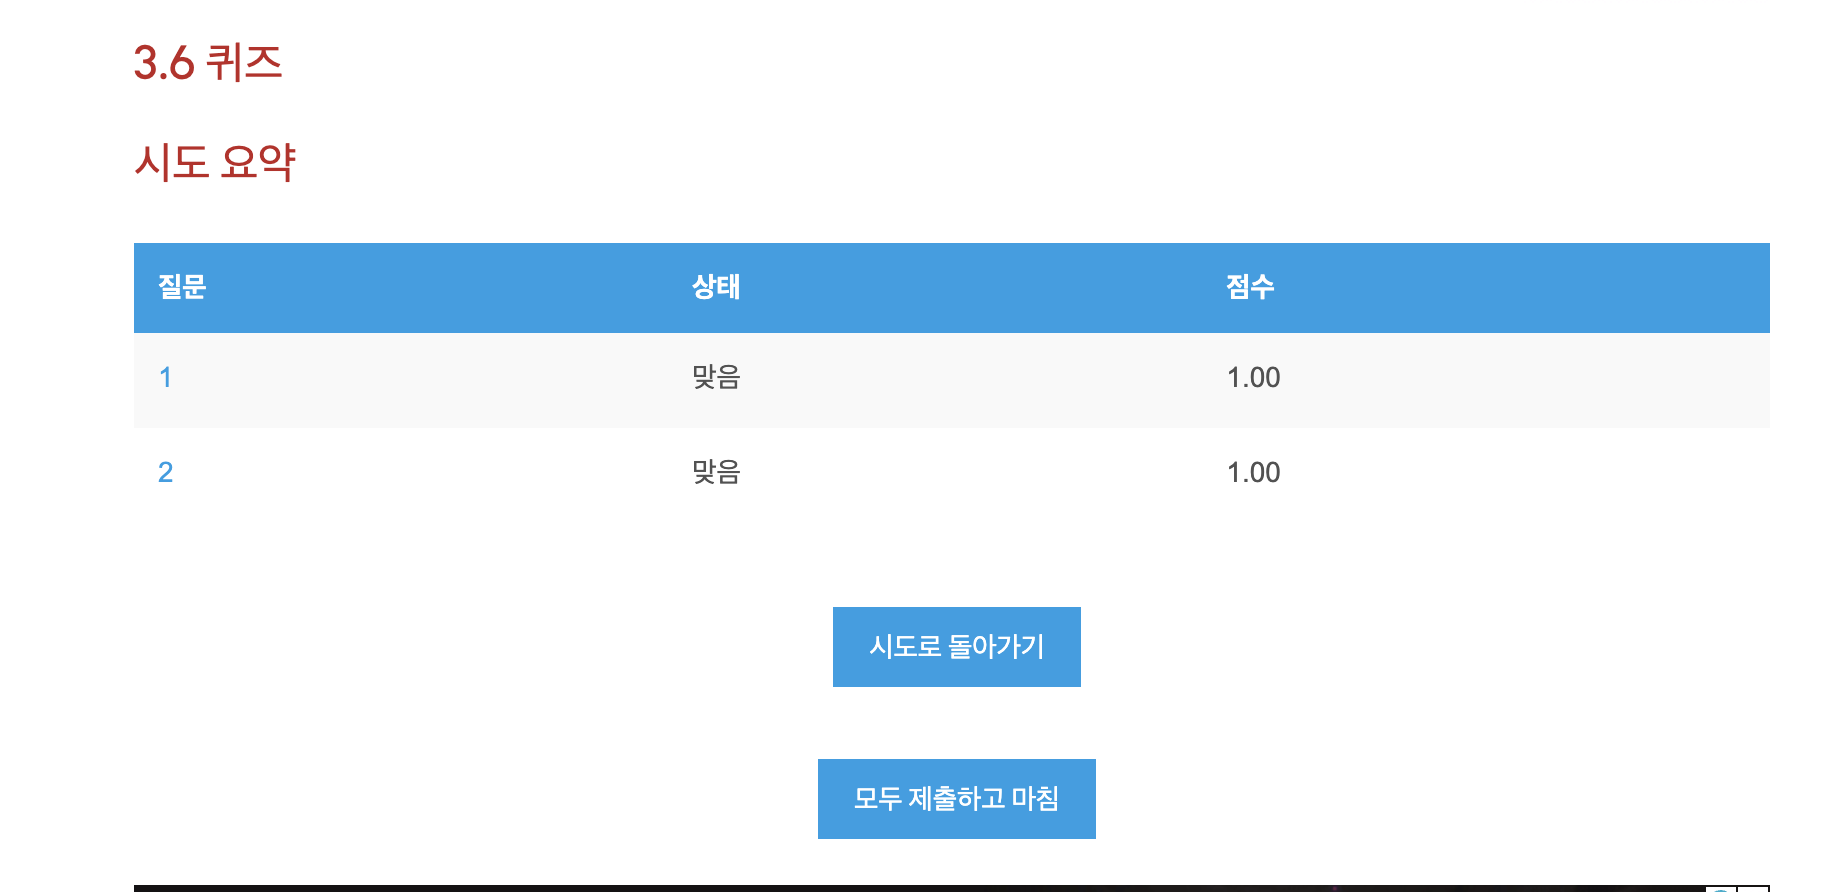 3.6 퀴즈
시도 요약
질문 상태 점수
1 맞음 1.00
2 맞음 1.00
시도로 돌아가기
모두 제출하고 마침